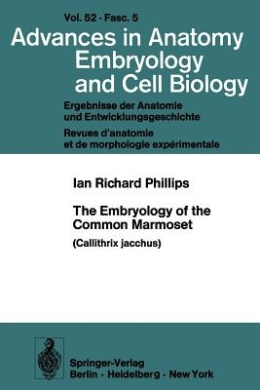 Vol. 52 · Fasc. 5
Advances in Anatomy
Embryology
and Cell Biology
Ergebnisse der Anatomie
und Entwicklungsgeschichte
Revues d'anatomie
et de morphologie expérimentale
Ian Richard Phillips
The Embryology of the
Common Marmoset
(Callithrix jacchus)
Springer-Verlag
Berlin · Heidelberg · New York